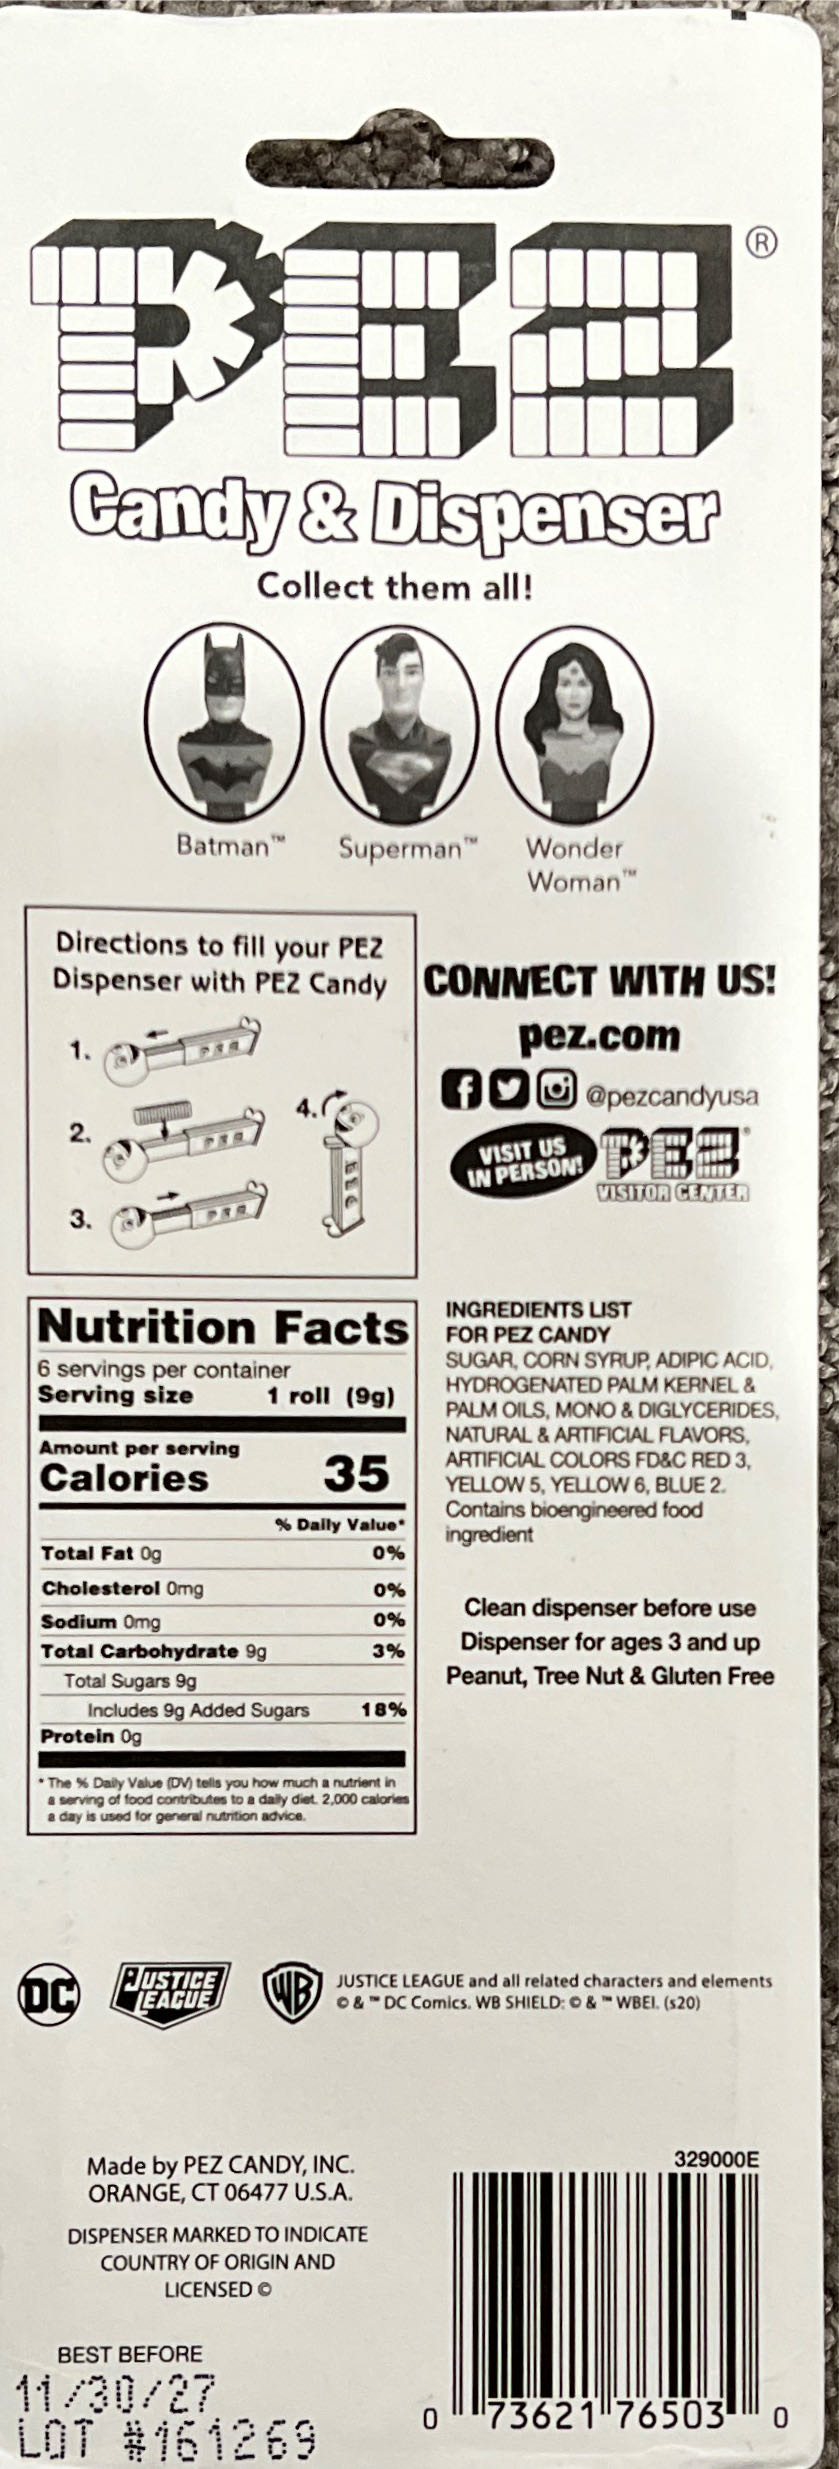 PEZ®
Candy & Dispenser
Collect them all!
Batman™
Superman™
Wonder
Woman™
Directions to fill your PEZ
Dispenser with PEZ Candy
1.
2.
3.
4.
CONNECT WITH US!
pez.com
@pezcandyusa
VISIT US
IN PERSON!
PEZ
VISITOR CENTER
Nutrition Facts
6 servings per container
Serving size 1 roll (9g)
Amount per serving
Calories 35
% Daily Value*
Total Fat 0g 0%
Cholesterol 0mg 0%
Sodium 0mg 0%
Total Carbohydrate 9g 3%
Total Sugars 9g
Includes 9g Added Sugars 18%
Protein 0g
* The % Daily Value (DV) tells you how much a nutrient in
a serving of food contributes to a daily diet. 2,000 calories
a day is used for general nutrition advice.
INGREDIENTS LIST
FOR PEZ CANDY
SUGAR, CORN SYRUP, ADIPIC ACID,
HYDROGENATED PALM KERNEL &
PALM OILS, MONO & DIGLYCERIDES,
NATURAL & ARTIFICIAL FLAVORS,
ARTIFICIAL COLORS FD&C RED 3,
YELLOW 5, YELLOW 6, BLUE 2.
Contains bioengineered food
ingredient
Clean dispenser before use
Dispenser for ages 3 and up
Peanut, Tree Nut & Gluten Free
DC
JUSTICE
LEAGUE
WB
JUSTICE LEAGUE and all related characters and elements
© & ™ DC Comics. WB SHIELD: © & ™ WBEI. (s20)
Made by PEZ CANDY, INC.
ORANGE, CT 06477 U.S.A.
DISPENSER MARKED TO INDICATE
COUNTRY OF ORIGIN AND
LICENSED ©
BEST BEFORE
11/30/27
LOT #161269
329000E
0 73621 76503 0